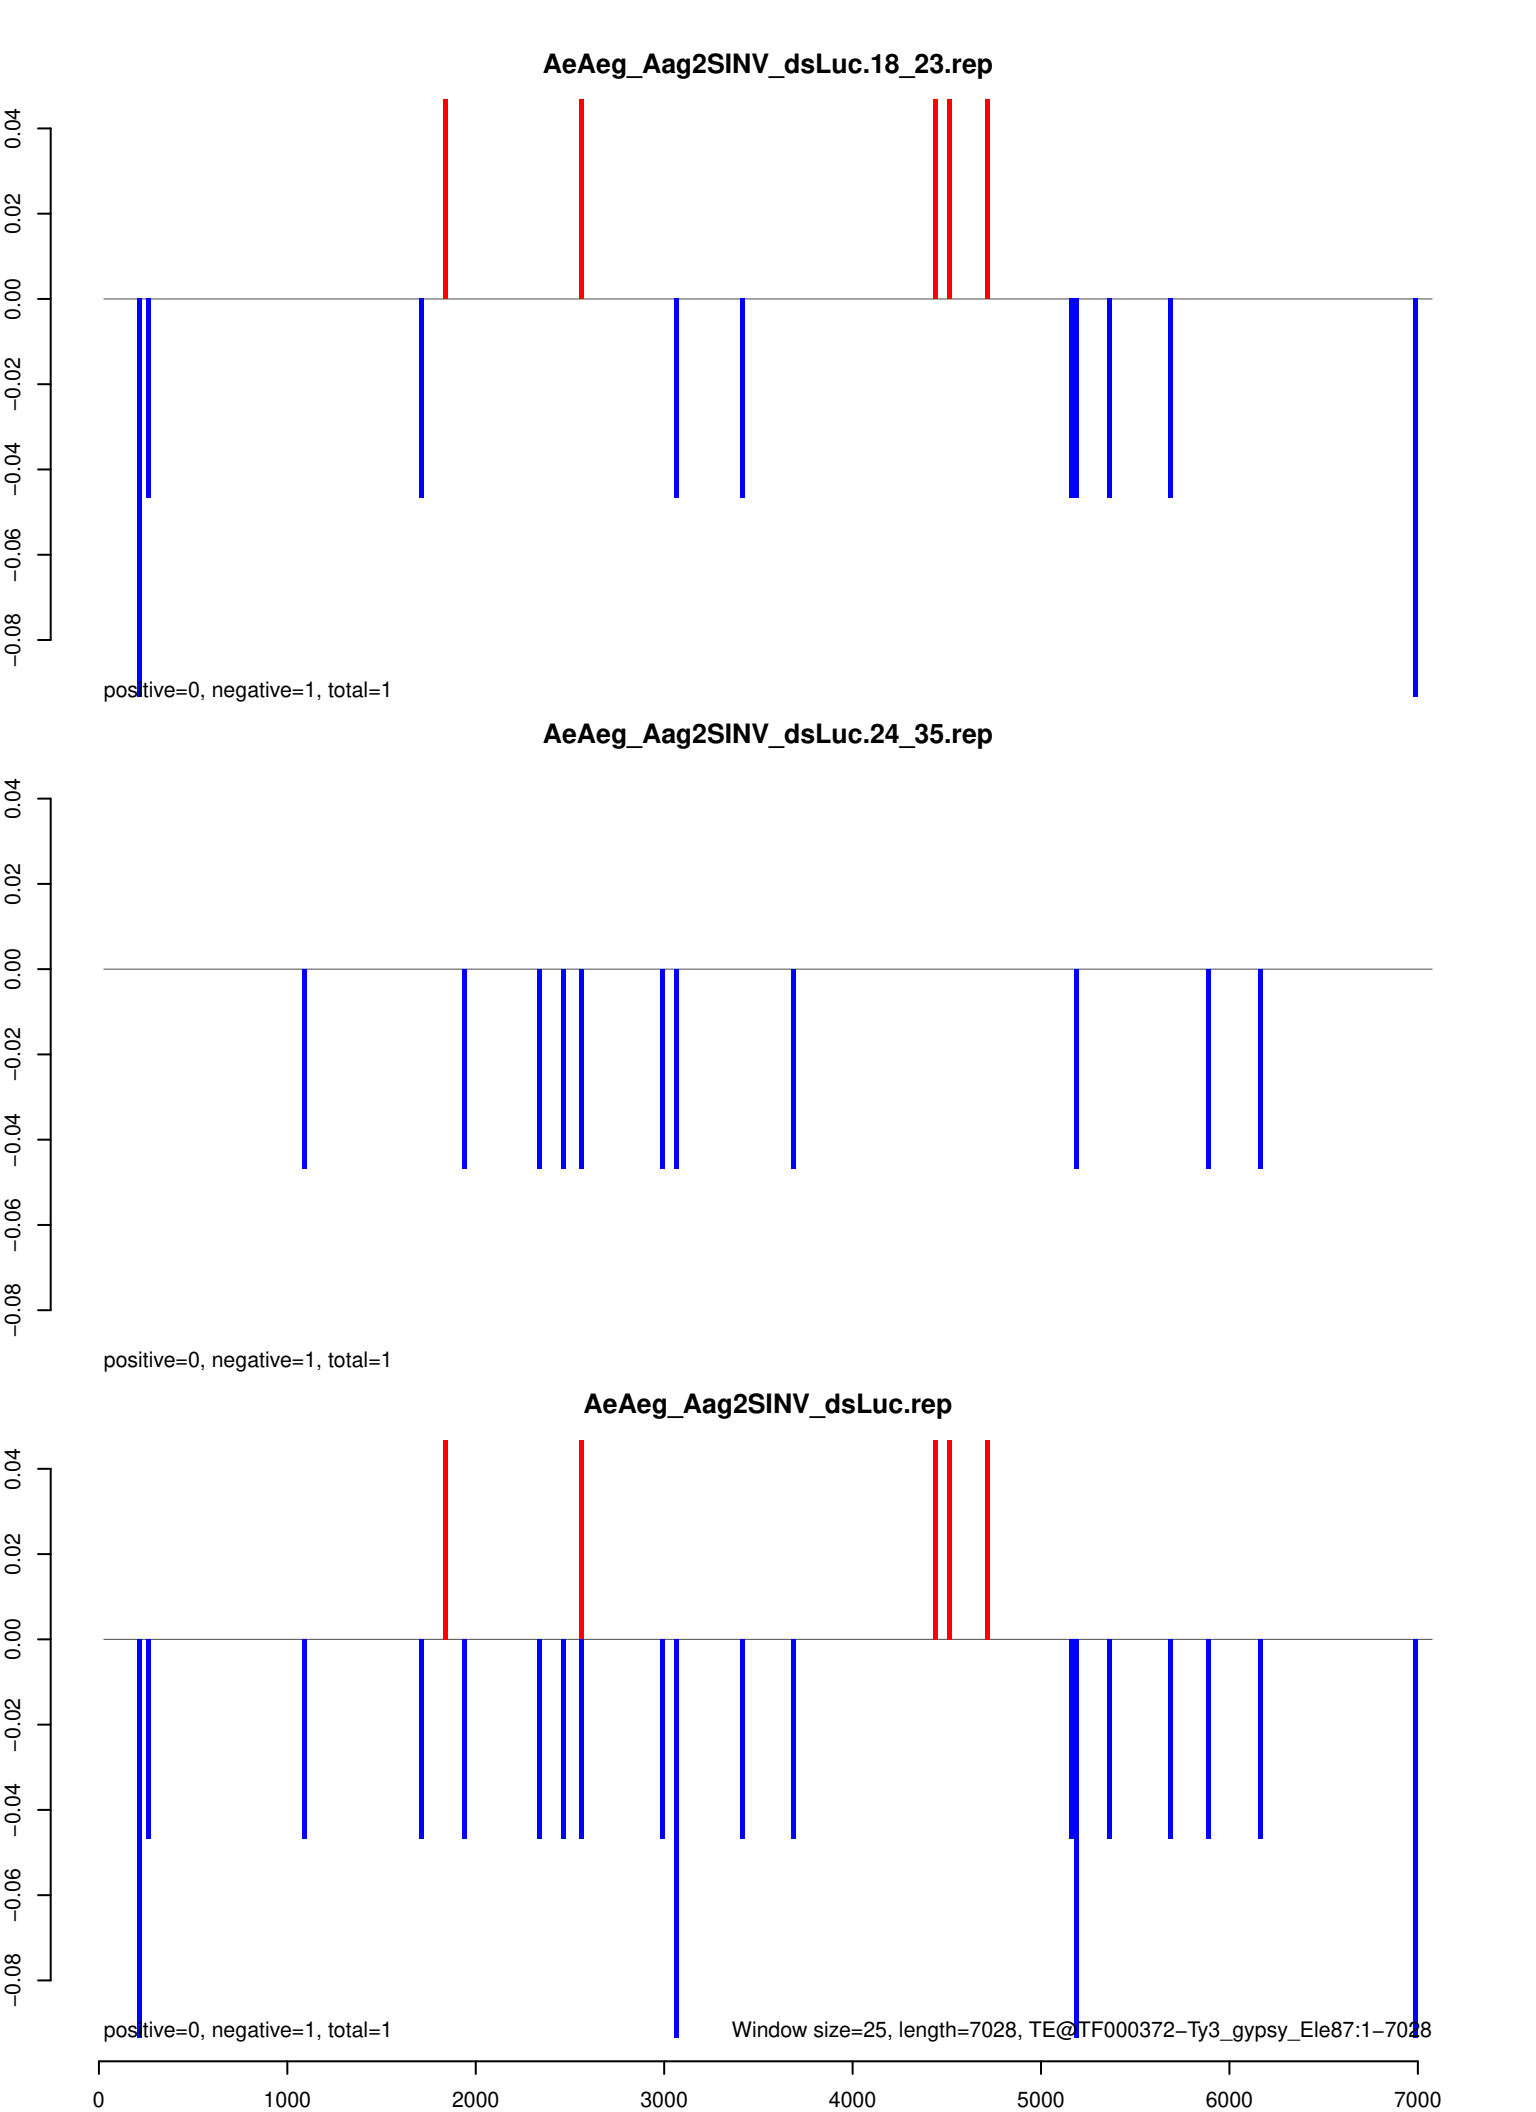 AeAeg_Aag2SINV_dsLuc.18_23.rep
0.04
0.02
0.00
−0.02
−0.04
−0.06
−0.08
positive=0, negative=1, total=1
AeAeg_Aag2SINV_dsLuc.24_35.rep
0.04
0.02
0.00
−0.02
−0.04
−0.06
−0.08
positive=0, negative=1, total=1
AeAeg_Aag2SINV_dsLuc.rep
0.04
0.02
0.00
−0.02
−0.04
−0.06
−0.08
positive=0, negative=1, total=1
Window size=25, length=7028, TE@TF000372−Ty3_gypsy_Ele87:1−7028
0 1000 2000 3000 4000 5000 6000 7000